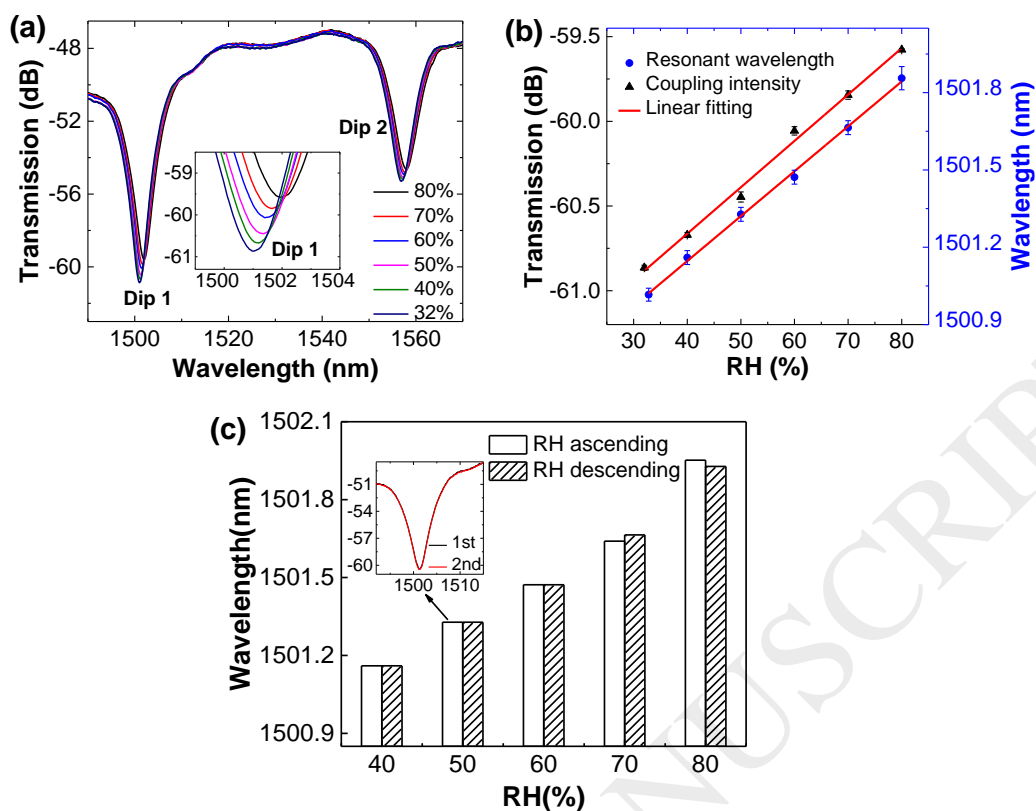 (a)
-48
-52
-56
-60
Transmission (dB)
Dip 2
80%
70%
60%
50%
40%
32%
-59
-60
-61
Dip 1
1500 1502 1504
Dip 1
1500 1520 1540 1560
Wavelength (nm)
(b)
-59.5
-60.0
-60.5
-61.0
Transmission (dB)
Resonant wavelength
Coupling intensity
Linear fitting
1501.8
1501.5
1501.2
1500.9
Wavlength (nm)
30 40 50 60 70 80
RH (%)
(c)
1502.1
1501.8
1501.5
1501.2
1500.9
Wavelength(nm)
RH ascending
RH descending
-51
-54
-57
-60
1st
2nd
1500 1510
40 50 60 70 80
RH(%)
NUSCRIPT